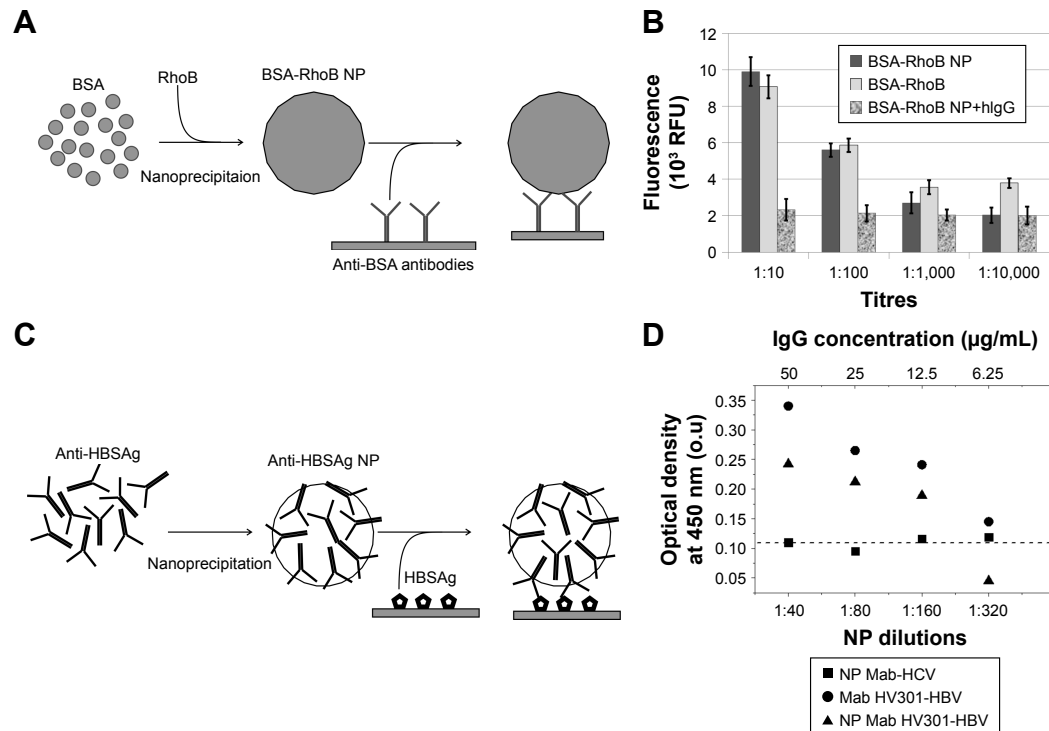 A
BSA
RhoB
BSA-RhoB NP
Nanoprecipitaion
Anti-BSA antibodies
B
Fluorescence
(10³ RFU)
12
10
8
6
4
2
0
BSA-RhoB NP
BSA-RhoB
BSA-RhoB NP+hIgG
1:10 1:100 1:1,000 1:10,000
Titres
C
Anti-HBSAg
Anti-HBSAg NP
Nanoprecipitation
HBSAg
D
IgG concentration (µg/mL)
50 25 12.5 6.25
Optical density
at 450 nm (o.u)
0.35
0.30
0.25
0.20
0.15
0.10
0.05
1:40 1:80 1:160 1:320
NP dilutions
NP Mab-HCV
Mab HV301-HBV
NP Mab HV301-HBV